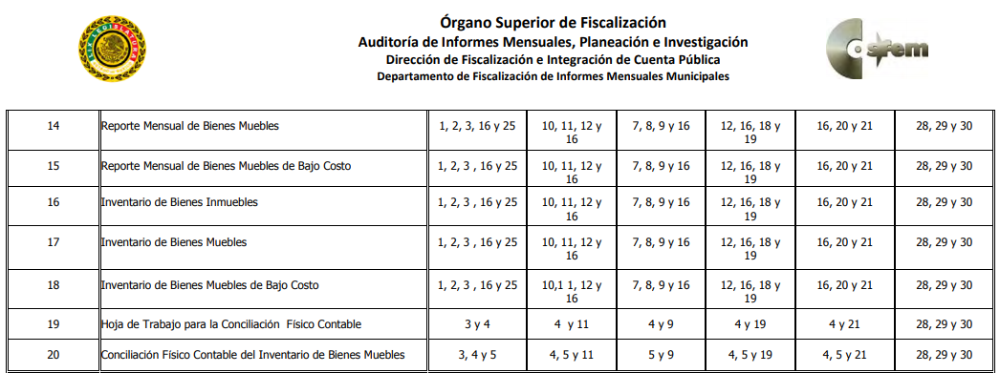 Órgano Superior de Fiscalización
Auditoría de Informes Mensuales, Planeación e Investigación
Dirección de Fiscalización e Integración de Cuenta Pública
Departamento de Fiscalización de Informes Mensuales Municipales
LIX LEGISLATURA
osfem
14 Reporte Mensual de Bienes Muebles 1, 2, 3, 16 y 25 10, 11, 12 y 7, 8, 9 y 16 12, 16, 18 y 16, 20 y 21 28, 29 y 30
16 19
15 Reporte Mensual de Bienes Muebles de Bajo Costo 1, 2, 3 , 16 y 25 10, 11, 12 y 7, 8, 9 y 16 12, 16, 18 y 16, 20 y 21 28, 29 y 30
16 19
16 Inventario de Bienes Inmuebles 1, 2, 3 , 16 y 25 10, 11, 12 y 7, 8, 9 y 16 12, 16, 18 y 16, 20 y 21 28, 29 y 30
16 19
17 Inventario de Bienes Muebles 1, 2, 3 , 16 y 25 10, 11, 12 y 7, 8, 9 y 16 12, 16, 18 y 16, 20 y 21 28, 29 y 30
16 19
18 Inventario de Bienes Muebles de Bajo Costo 1, 2, 3 , 16 y 25 10,1 1, 12 y 7, 8, 9 y 16 12, 16, 18 y 16, 20 y 21 28, 29 y 30
16 19
19 Hoja de Trabajo para la Conciliación Físico Contable 3 y 4 4 y 11 4 y 9 4 y 19 4 y 21 28, 29 y 30
20 Conciliación Físico Contable del Inventario de Bienes Muebles 3, 4 y 5 4, 5 y 11 5 y 9 4, 5 y 19 4, 5 y 21 28, 29 y 30